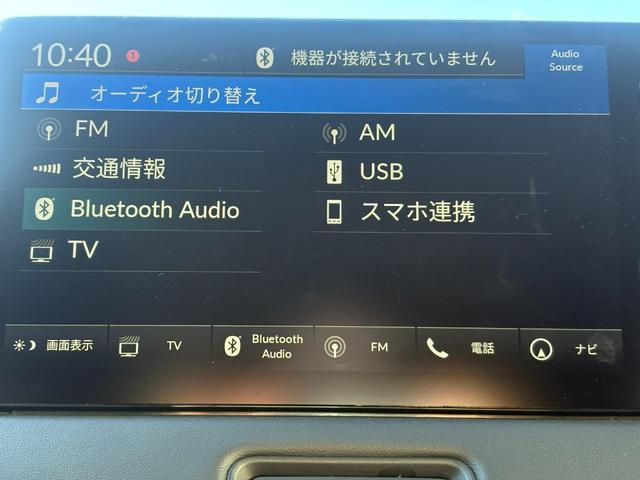 10:40
1
ETC
機器が接続されていません
Audio
Source
オーディオ切り替え
FM
AM
交通情報
USB
Bluetooth Audio
スマホ連携
TV
画面表示
TV
Bluetooth
Audio
FM
電話
ナビ